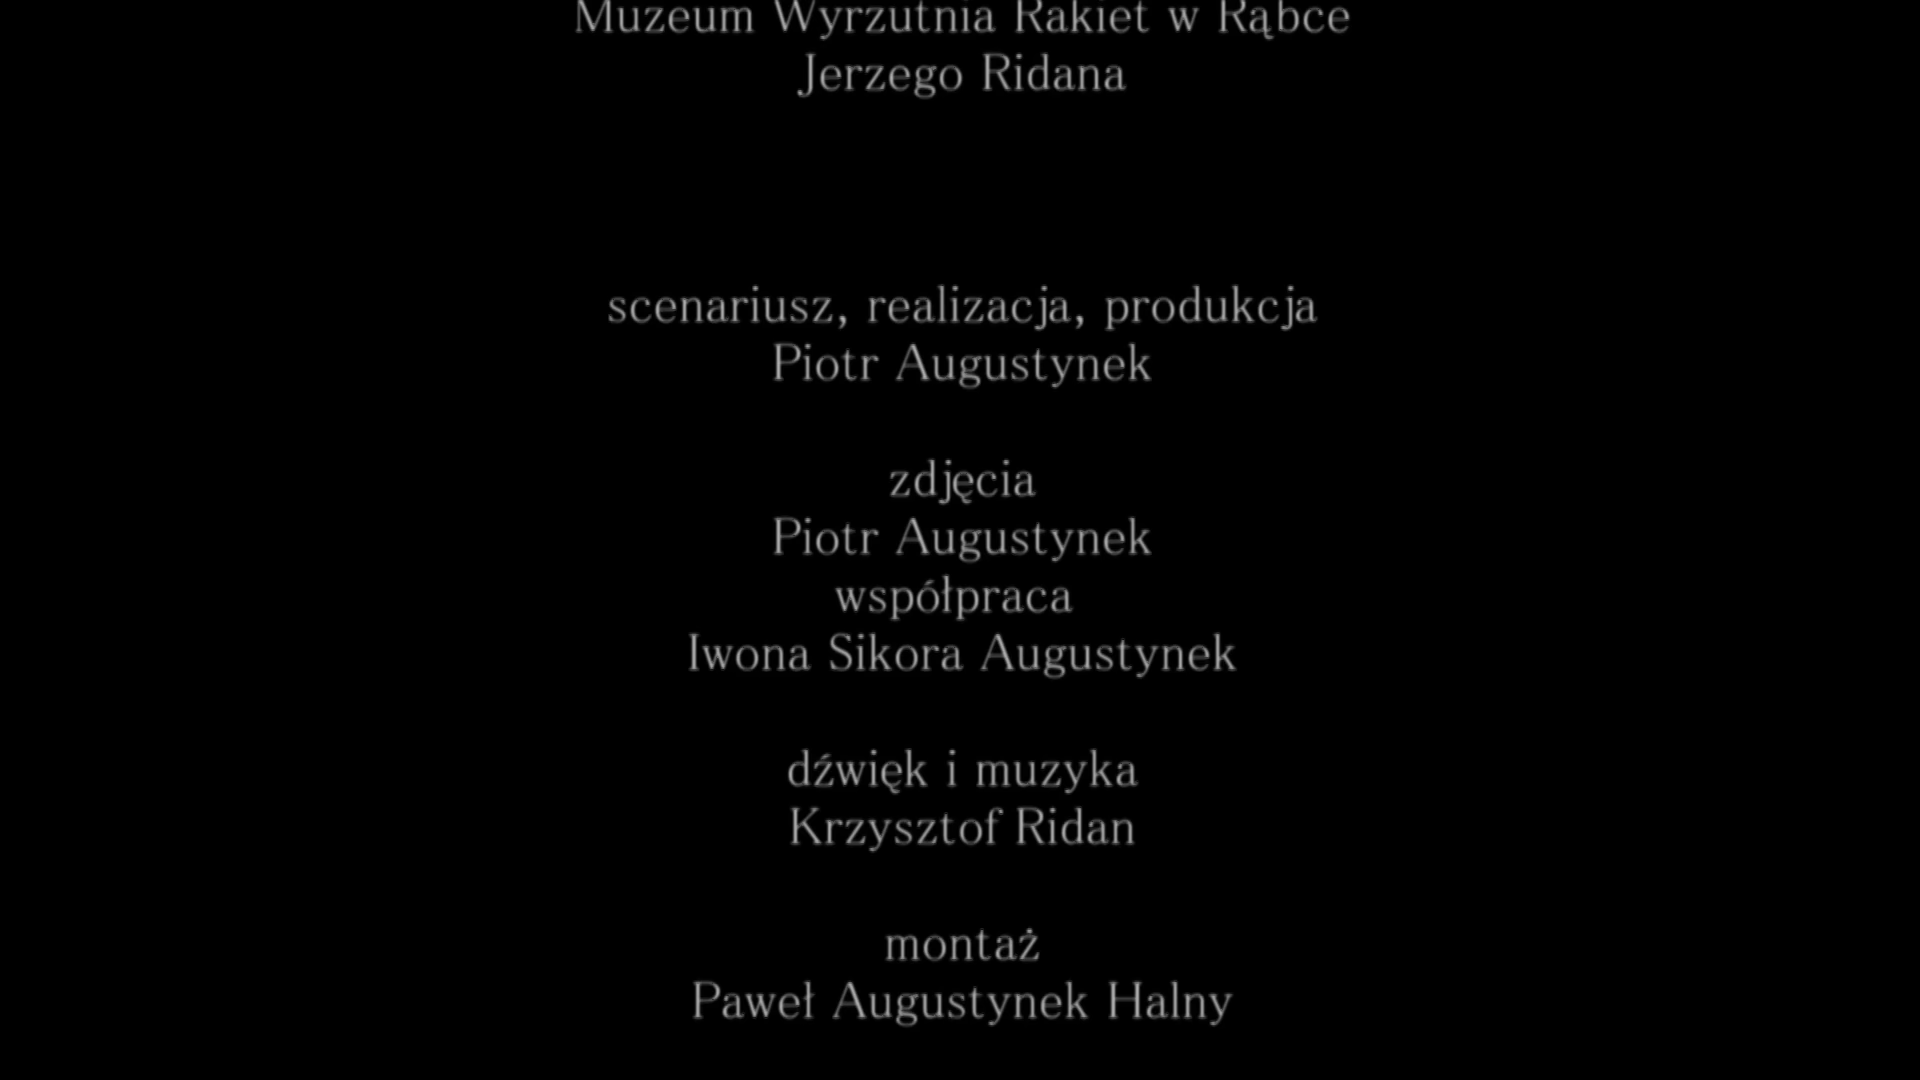 Muzeum Wyrzutnia Rakiet w Rąbce
Jerzego Ridana
scenariusz, realizacja, produkcja
Piotr Augustynek
zdjęcia
Piotr Augustynek
współpraca
Iwona Sikora Augustynek
dźwięk i muzyka
Krzysztof Ridan
montaż
Paweł Augustynek Halny